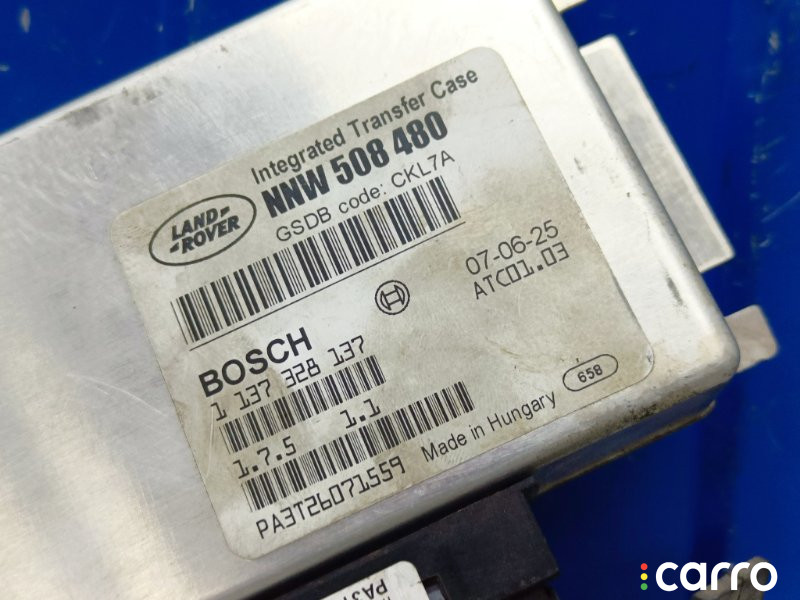 Integrated Transfer Case
NNW 508 480
GSDB code: CKL7A
LAND-
-ROVER
07-06-25
ATC01.03
BOSCH
1 137 328 137
1.7.5 1.1
PA3T26071559
Made in Hungary
658
carro